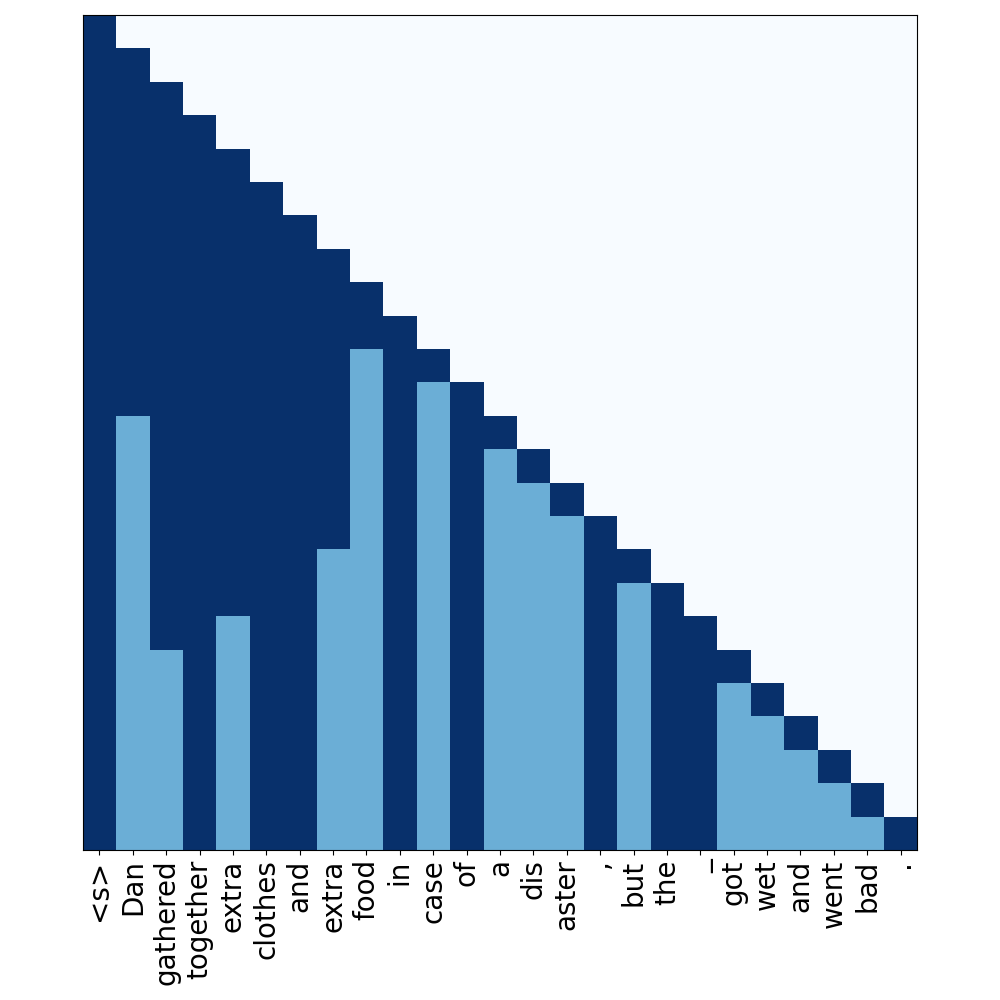 <s> Dan gathered together extra clothes and extra food in case of a dis aster , but the _ got wet and went bad .